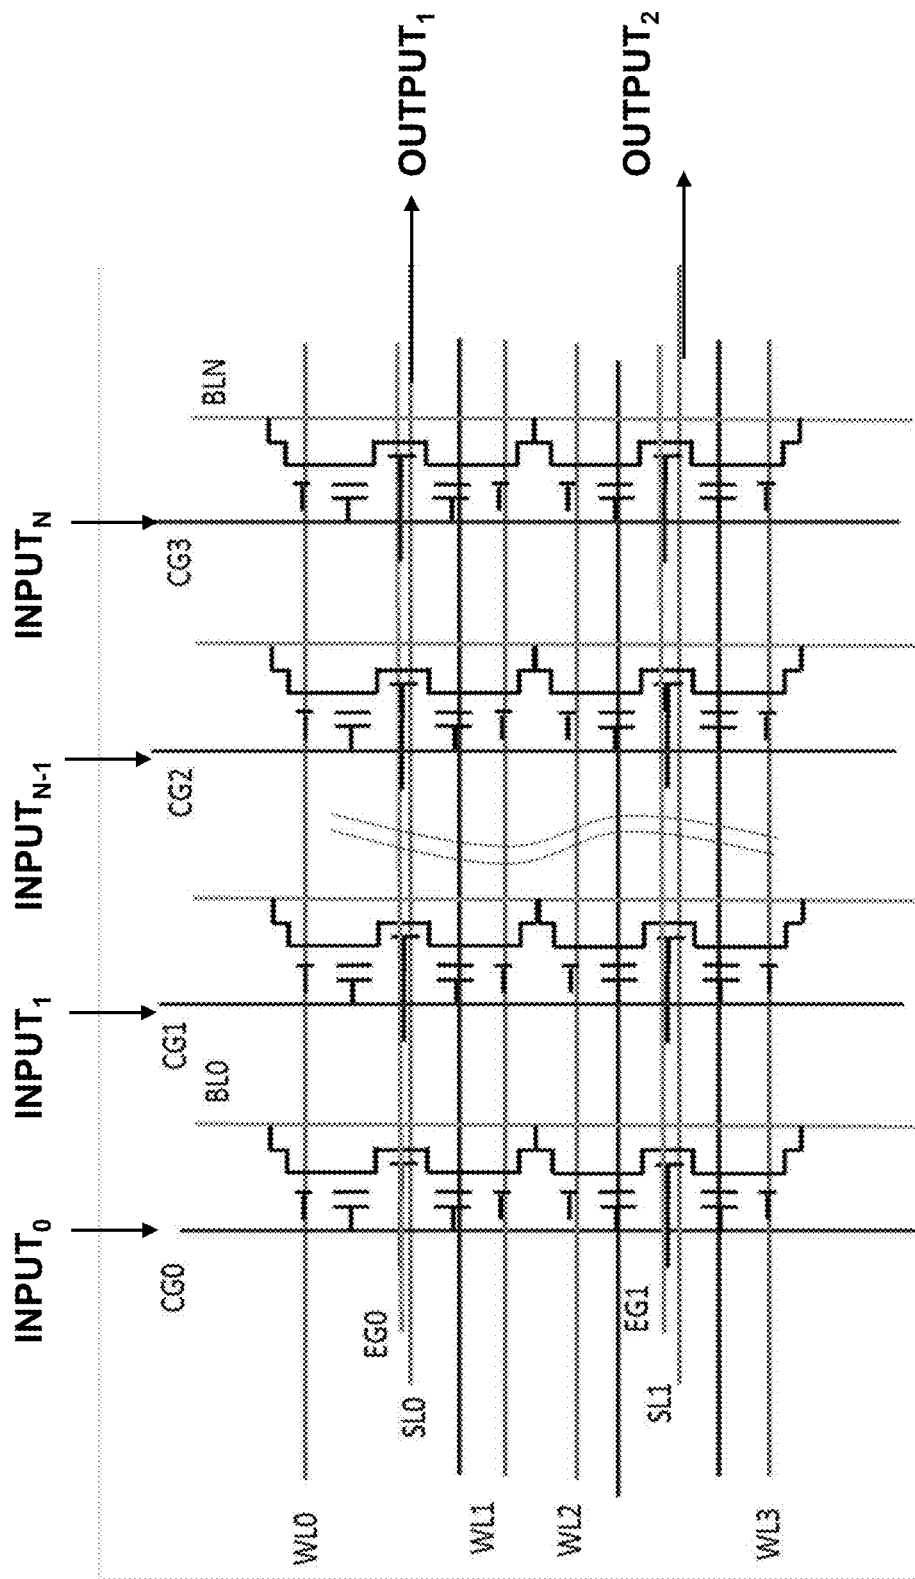 INPUT₀
INPUT₁
INPUTN-1
INPUTN
CG0
CG1
BL0
CG2
CG3
BLN
WL0
EG0
SL0
WL1
WL2
EG1
SL1
WL3
OUTPUT₁
OUTPUT₂